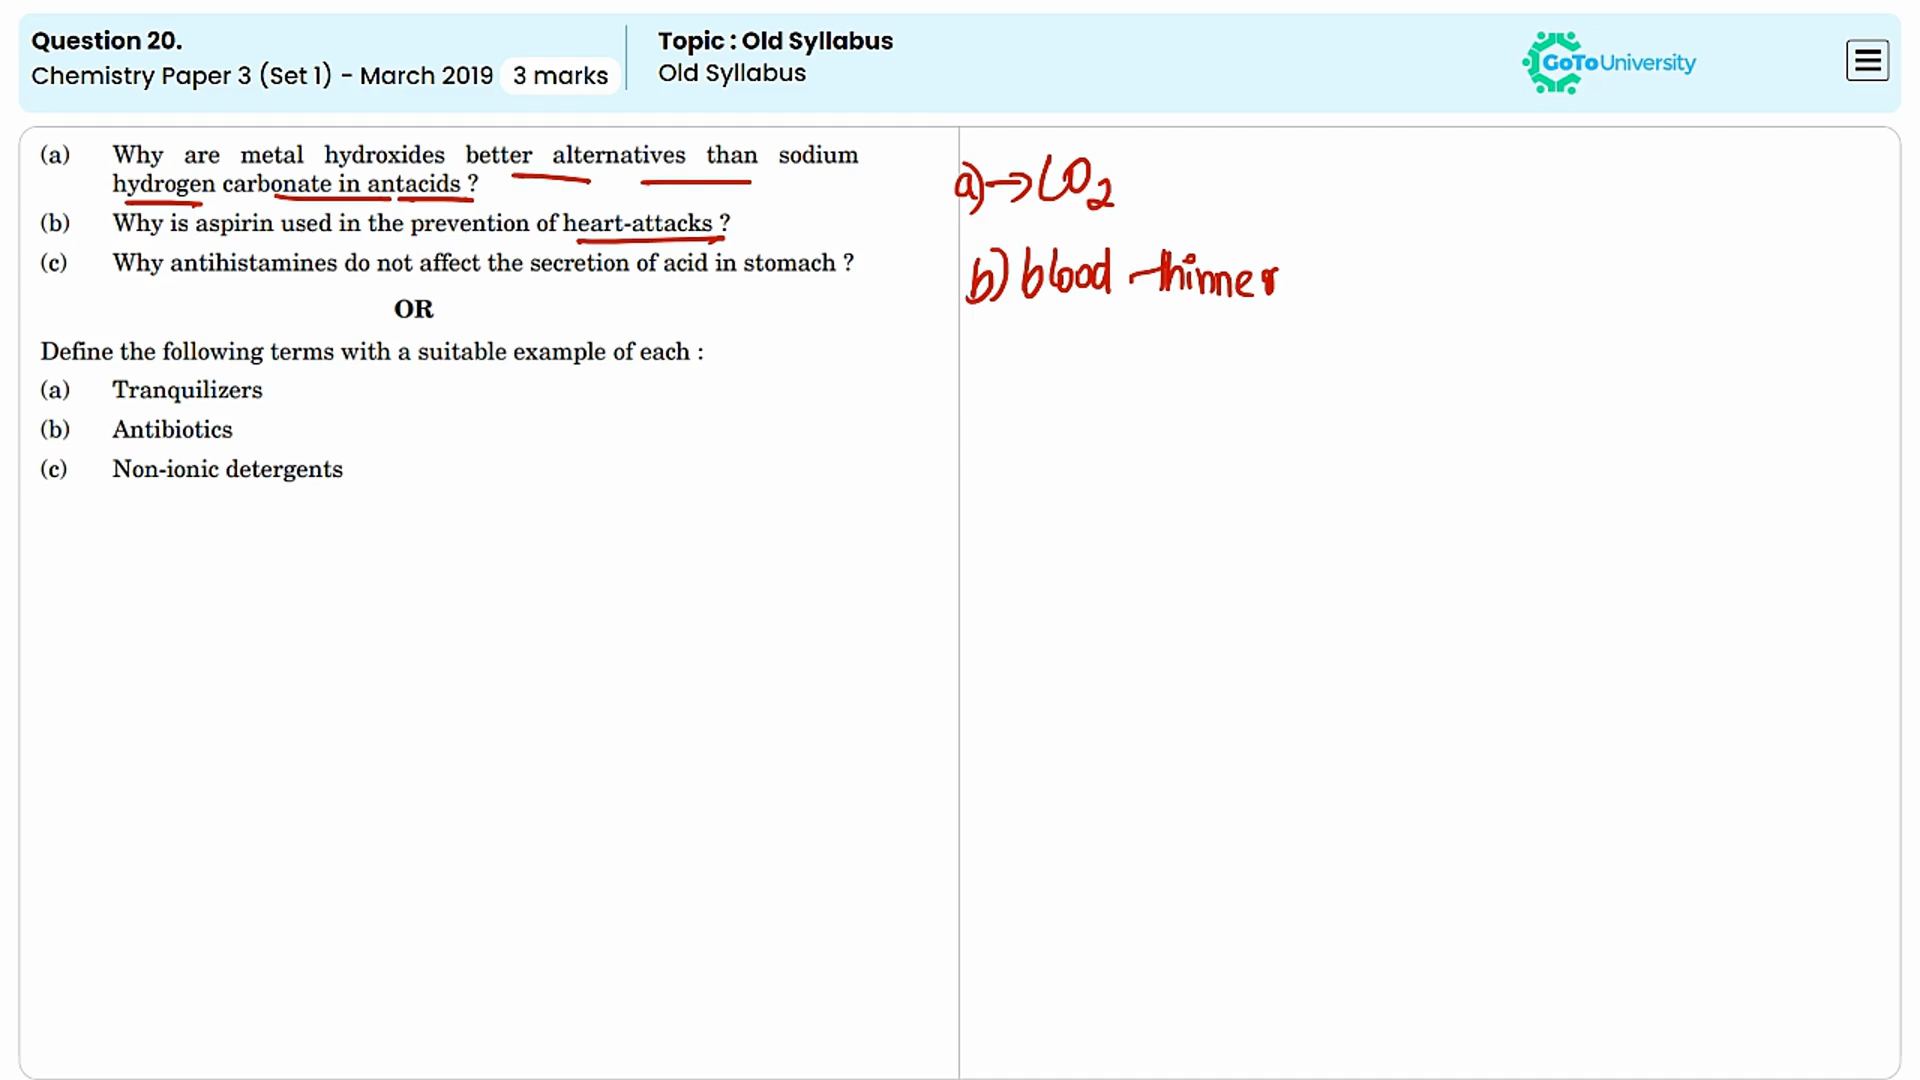 Question 20.
Chemistry Paper 3 (Set 1) - March 2019 3 marks
Topic : Old Syllabus
Old Syllabus
GoToUniversity
(a) Why are metal hydroxides better alternatives than sodium
hydrogen carbonate in antacids ?
(b) Why is aspirin used in the prevention of heart-attacks ?
(c) Why antihistamines do not affect the secretion of acid in stomach ?
OR
Define the following terms with a suitable example of each :
(a) Tranquilizers
(b) Antibiotics
(c) Non-ionic detergents
a) → CO2
b) blood - thinner